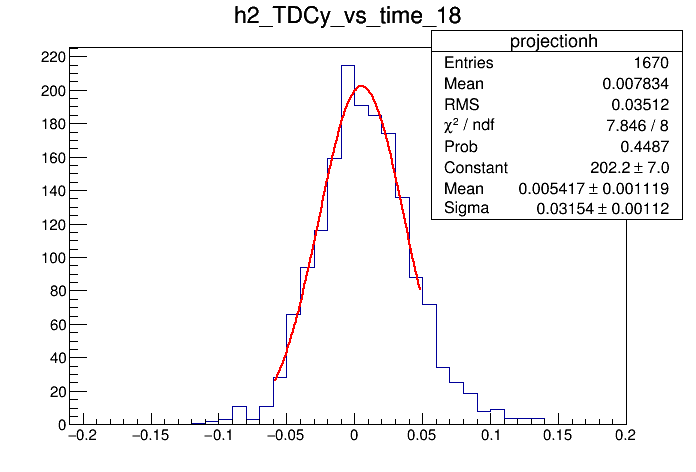 h2_TDCy_vs_time_18
projectionh
Entries 1670
Mean 0.007834
RMS 0.03512
χ² / ndf 7.846 / 8
Prob 0.4487
Constant 202.2 ± 7.0
Mean 0.005417 ± 0.001119
Sigma 0.03154 ± 0.00112
220
200
180
160
140
120
100
80
60
40
20
0
−0.2 −0.15 −0.1 −0.05 0 0.05 0.1 0.15 0.2